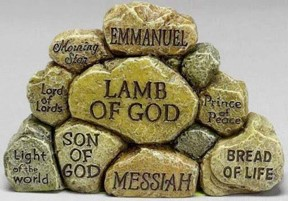 EMMANUEL
Morning
Star
Lords of
Lords
LAMB
OF GOD
Prince
of
Peace
Light
of the
world
SON
OF
GOD
MESSIAH
BREAD
OF LIFE